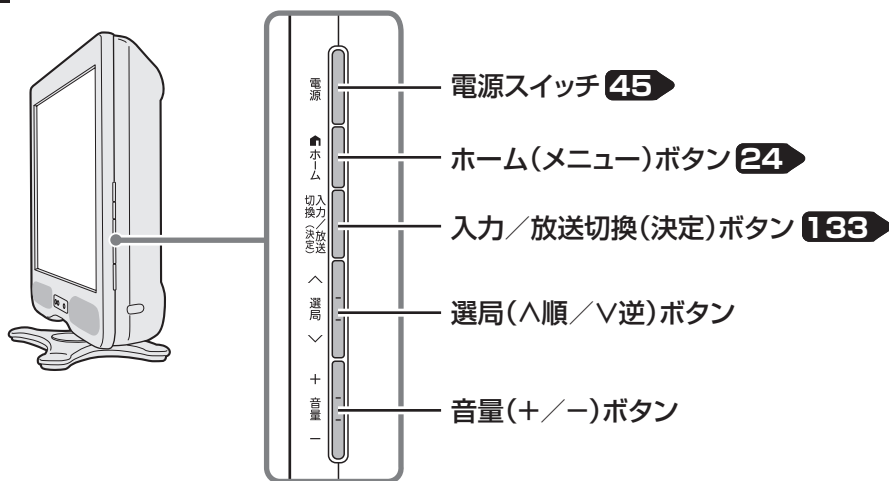 電源
ホーム
入力／放送
切換（決定）
∧
選局
∨
＋
音量
－
電源スイッチ 45
ホーム（メニュー）ボタン 24
入力／放送切換（決定）ボタン 133
選局（∧順／∨逆）ボタン
音量（＋／－）ボタン